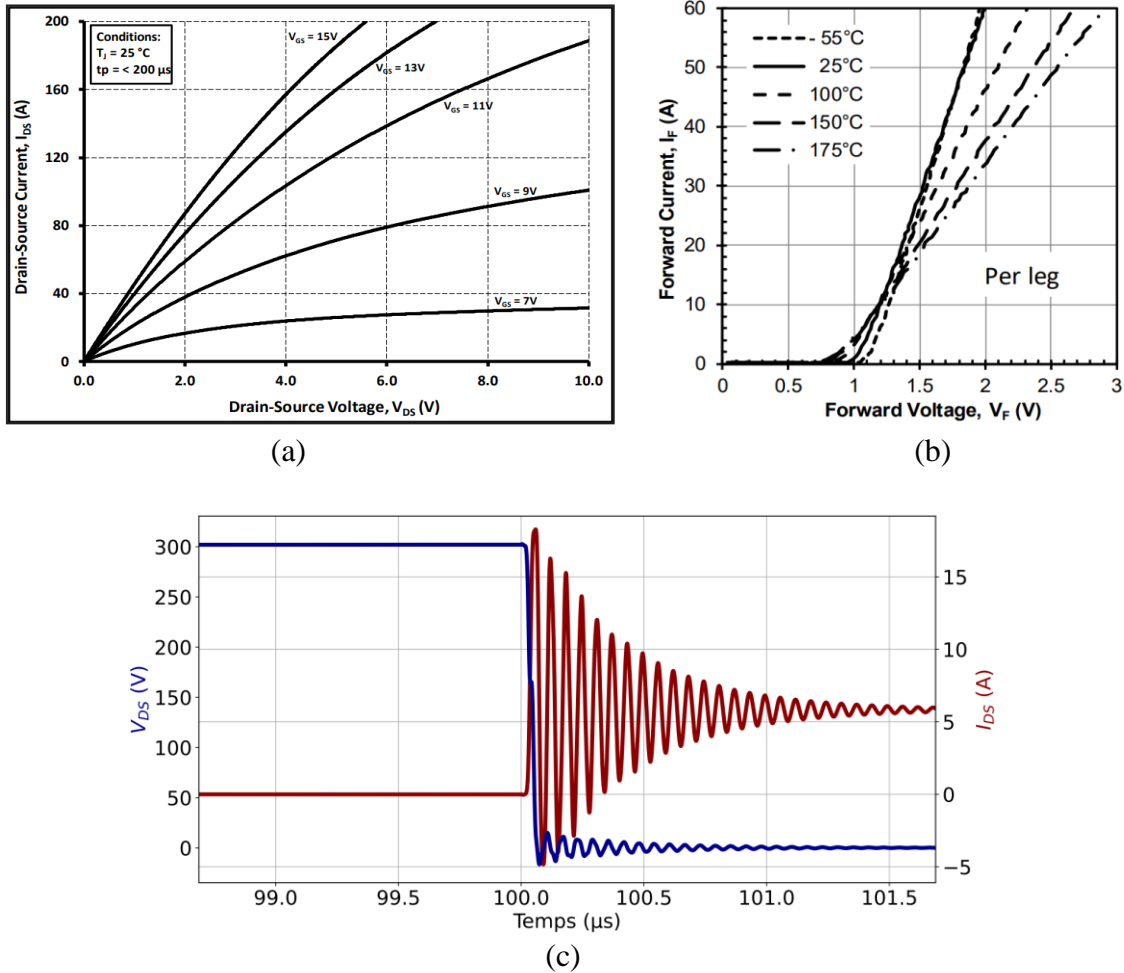 Conditions:
TJ = 25 °C
tp = < 200 µs
VGS = 15V
VGS = 13V
VGS = 11V
VGS = 9V
VGS = 7V
200
160
120
80
40
0
0.0 2.0 4.0 6.0 8.0 10.0
Drain-Source Current, IDS (A)
Drain-Source Voltage, VDS (V)
(a)
60
50
40
30
20
10
0
0 0.5 1 1.5 2 2.5 3
- 55°C
25°C
100°C
150°C
175°C
Per leg
Forward Current, IF (A)
Forward Voltage, VF (V)
(b)
300
250
200
150
100
50
0
VDS (V)
15
10
5
0
−5
IDS (A)
99.0 99.5 100.0 100.5 101.0 101.5
Temps (µs)
(c)